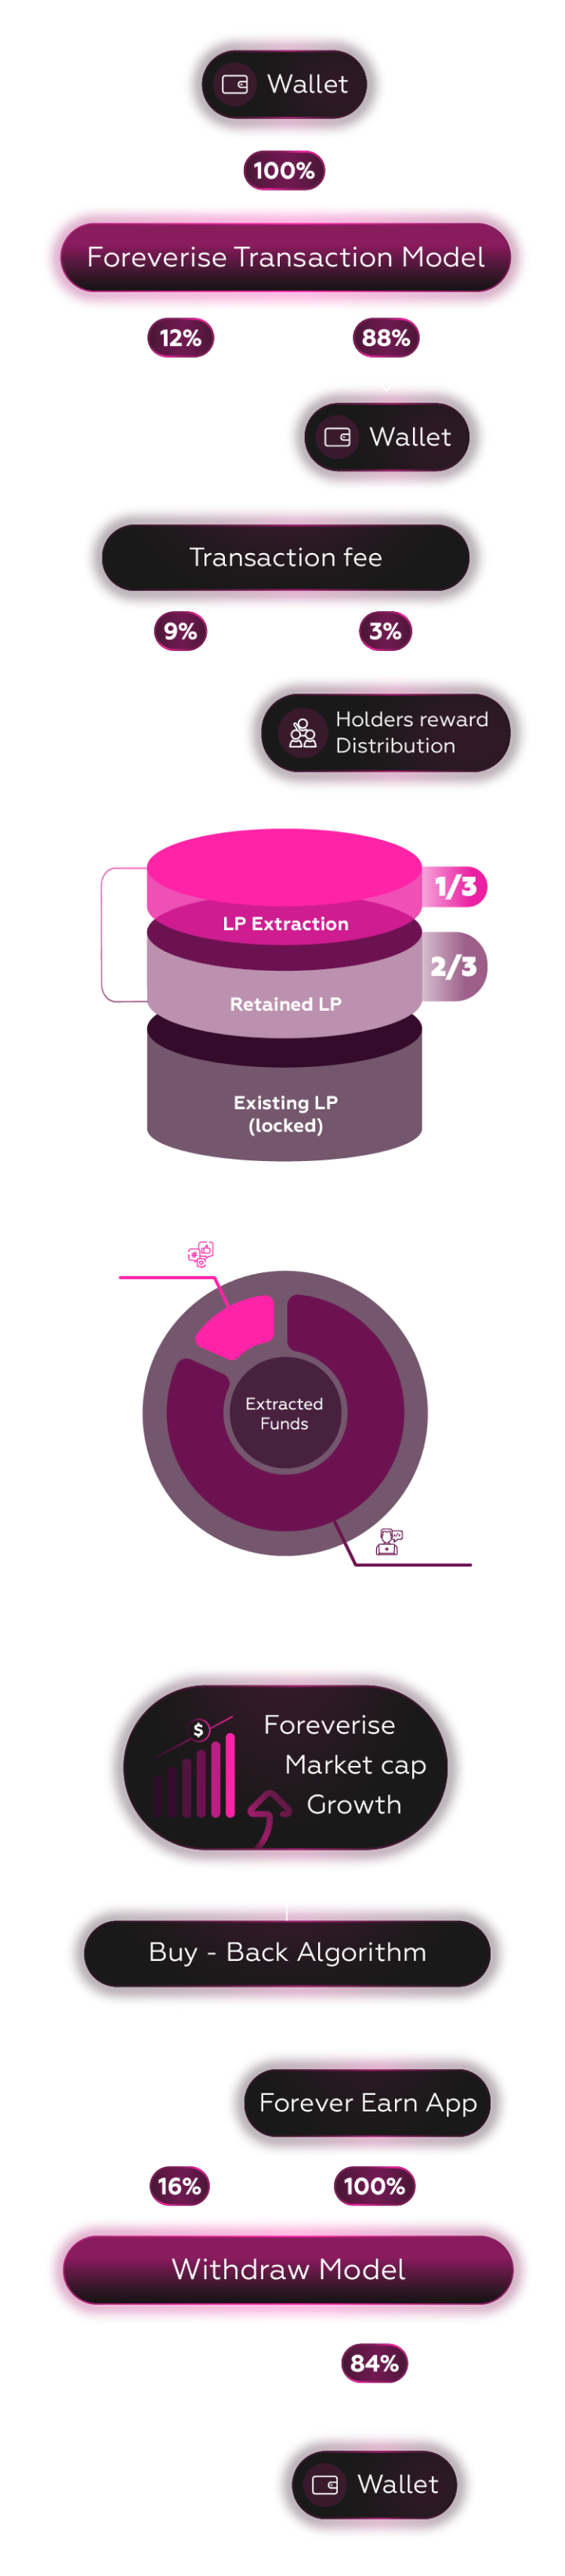 Wallet
100%
Foreverise Transaction Model
12% 88%
Wallet
Transaction fee
9% 3%
Holders reward
Distribution
1/3
LP Extraction
2/3
Retained LP
Existing LP
(locked)
#
Extracted
Funds
</>
$
Foreverise
Market cap
Growth
Buy - Back Algorithm
Forever Earn App
16% 100%
Withdraw Model
84%
Wallet